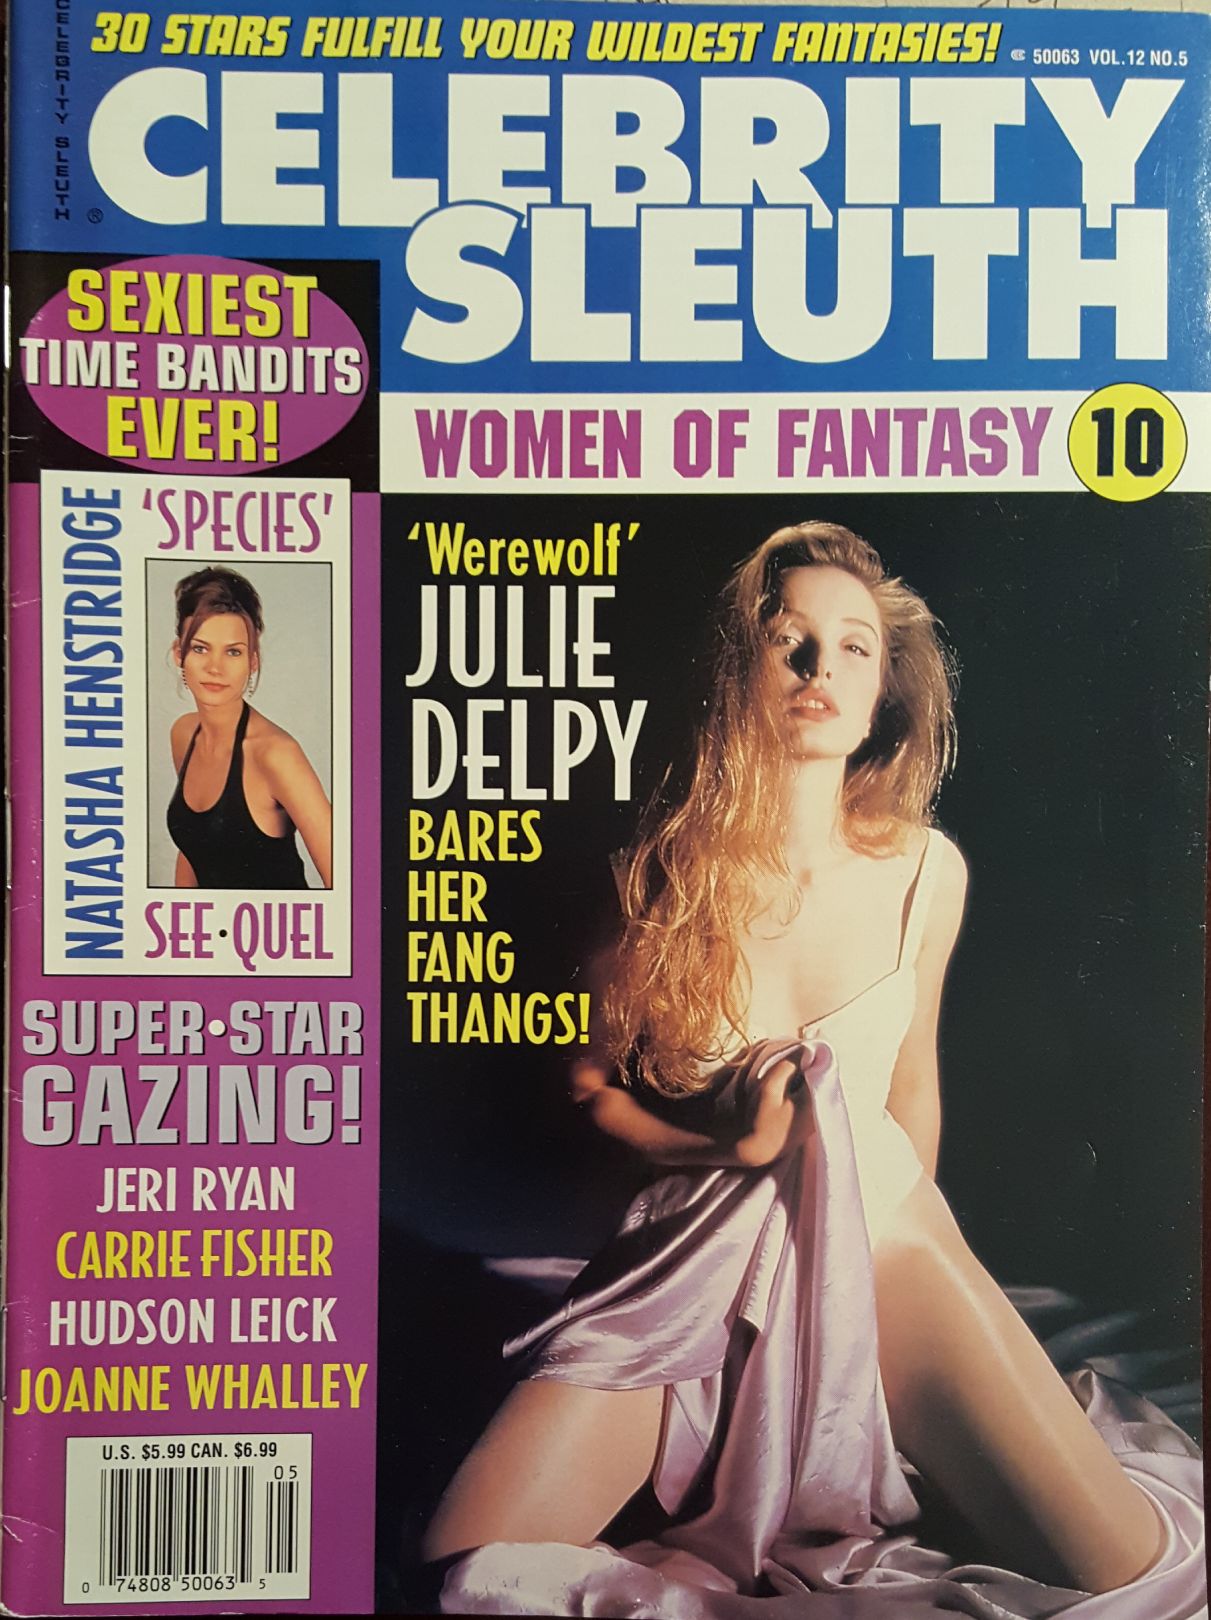 30 STARS FULFILL YOUR WILDEST FANTASIES!
50063 VOL.12 NO.5
CELEBRITY SLEUTH
CELEBRITY
SLEUTH
®
SEXIEST
TIME BANDITS
EVER!
WOMEN OF FANTASY 10
NATASHA HENSTRIDGE
'SPECIES'
SEE•QUEL
'Werewolf'
JULIE
DELPY
BARES
HER
FANG
THANGS!
SUPER•STAR
GAZING!
JERI RYAN
CARRIE FISHER
HUDSON LEICK
JOANNE WHALLEY
U.S. $5.99 CAN. $6.99
05
0 74808 50063 5